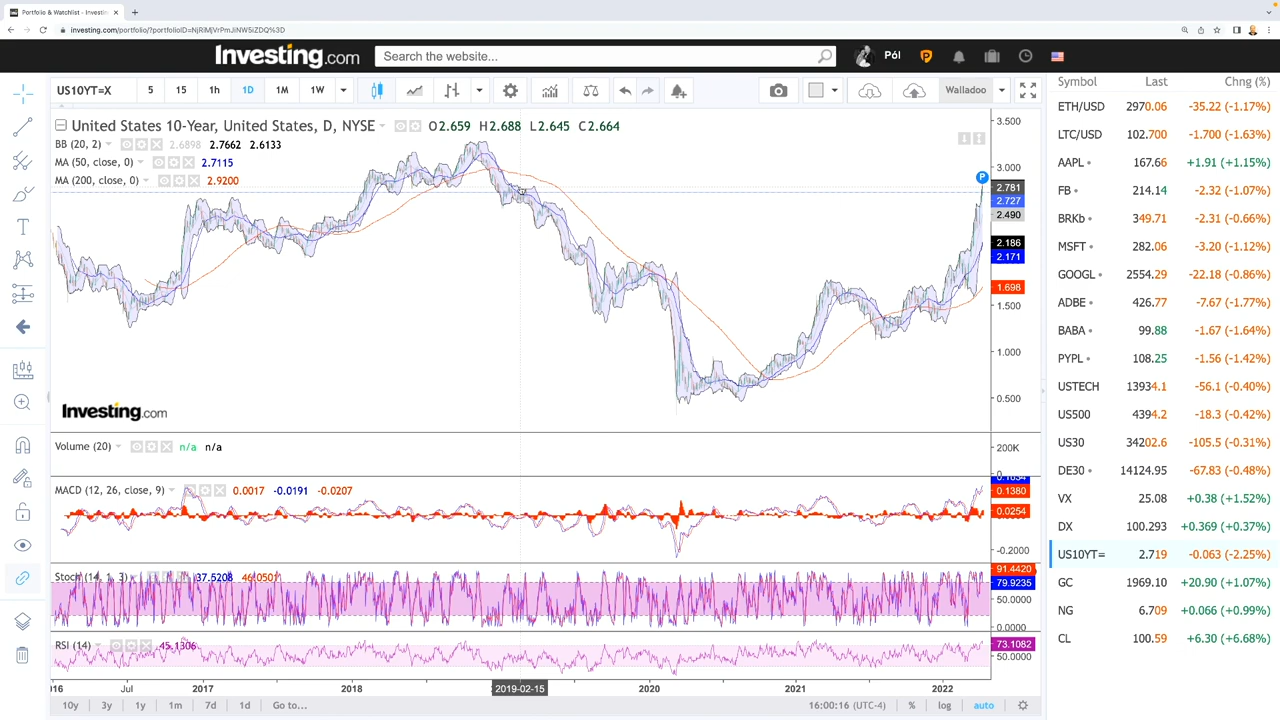 Portfolio & Watchlist - Investin
investing.com/portfolio/?portfolioID=NjRiMjVrPmJiNW5iZDQ%3D
Investing.com
Search the website...
Pól
US10YT=X 5 15 1h 1D 1M 1W
Walladoo
United States 10-Year, United States, D, NYSE O2.659 H2.688 L2.645 C2.664
BB (20, 2) 2.6898 2.7662 2.6133
MA (50, close, 0) 2.7115
MA (200, close, 0) 2.9200
3.500
3.000
P
2.781
2.727
2.490
2.186
2.171
1.698
1.500
1.000
0.500
Investing.com
Volume (20) n/a n/a
200K
0
MACD (12, 26, close, 9) 0.0017 -0.0191 -0.0207
0.1634
0.1380
0.0254
-0.2000
Stoch (14, 1, 3) 37.5208 46.0501
91.4420
79.9235
50.0000
0.0000
RSI (14) 45.1306
73.1082
50.0000
016 Jul 2017 2018 2019-02-15 2020 2021 2022
10y 3y 1y 1m 7d 1d Go to... 16:00:16 (UTC-4) % log auto
Symbol Last Chng (%)
ETH/USD 2970.06 -35.22 (-1.17%)
LTC/USD 102.700 -1.700 (-1.63%)
AAPL 167.66 +1.91 (+1.15%)
FB 214.14 -2.32 (-1.07%)
BRKb 349.71 -2.31 (-0.66%)
MSFT 282.06 -3.20 (-1.12%)
GOOGL 2554.29 -22.18 (-0.86%)
ADBE 426.77 -7.67 (-1.77%)
BABA 99.88 -1.67 (-1.64%)
PYPL 108.25 -1.56 (-1.42%)
USTECH 13934.1 -56.1 (-0.40%)
US500 4394.2 -18.3 (-0.42%)
US30 34202.6 -105.5 (-0.31%)
DE30 14124.95 -67.83 (-0.48%)
VX 25.08 +0.38 (+1.52%)
DX 100.293 +0.369 (+0.37%)
US10YT= 2.719 -0.063 (-2.25%)
GC 1969.10 +20.90 (+1.07%)
NG 6.709 +0.066 (+0.99%)
CL 100.59 +6.30 (+6.68%)